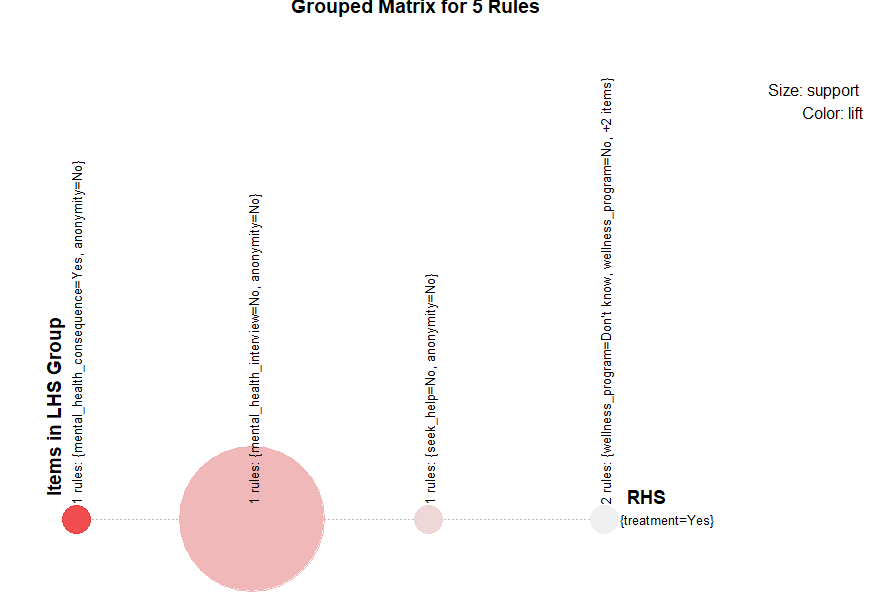 Grouped Matrix for 5 Rules
Size: support
Color: lift
Items in LHS Group
1 rules: {mental_health_consequence=Yes, anonymity=No}
1 rules: {mental_health_interview=No, anonymity=No}
1 rules: {seek_help=No, anonymity=No}
2 rules: {wellness_program=Don't know, wellness_program=No, +2 items}
RHS
{treatment=Yes}